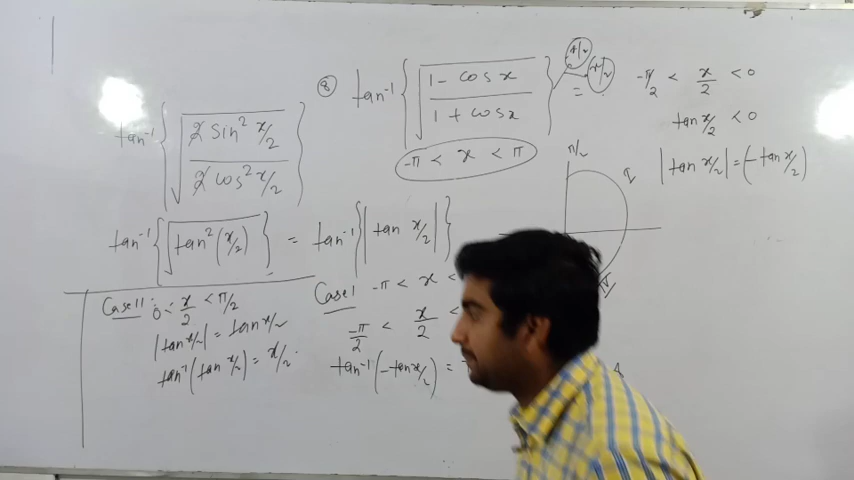 ⑧ tan⁻¹ { √(1 - cos x / 1 + cos x) } =
-π < x < π
tan⁻¹ { √(2 sin² x/2 / 2 cos² x/2) }
tan⁻¹ { √(tan² (x/2)) } = tan⁻¹ { |tan x/2| }
Case I -π < x <
-π/2 < x/2 <
tan⁻¹ (-tan x/2) =
Case II : 0 < x/2 < π/2
|tan x/2| = tan x/2
tan⁻¹ (tan x/2) = x/2
-π/2 < x/2 < 0
tan x/2 < 0
|tan x/2| = (-tan x/2)
π/2